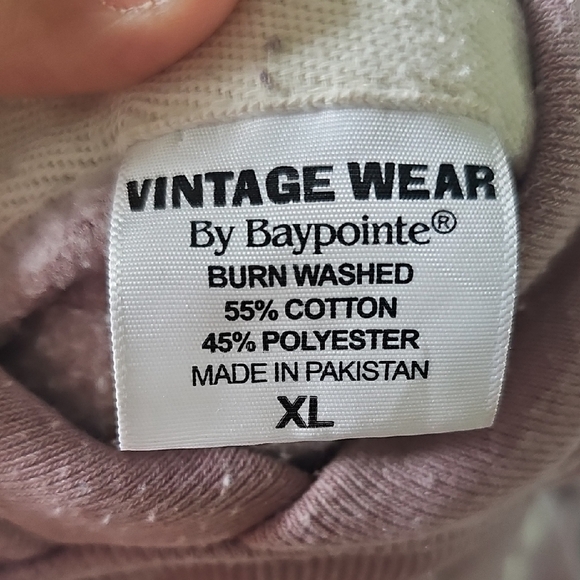 VINTAGE WEAR
By Baypointe®
BURN WASHED
55% COTTON
45% POLYESTER
MADE IN PAKISTAN
XL